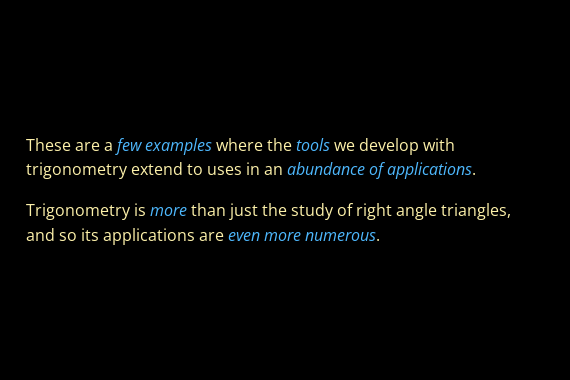 These are a few examples where the tools we develop with
trigonometry extend to uses in an abundance of applications.
Trigonometry is more than just the study of right angle triangles,
and so its applications are even more numerous.